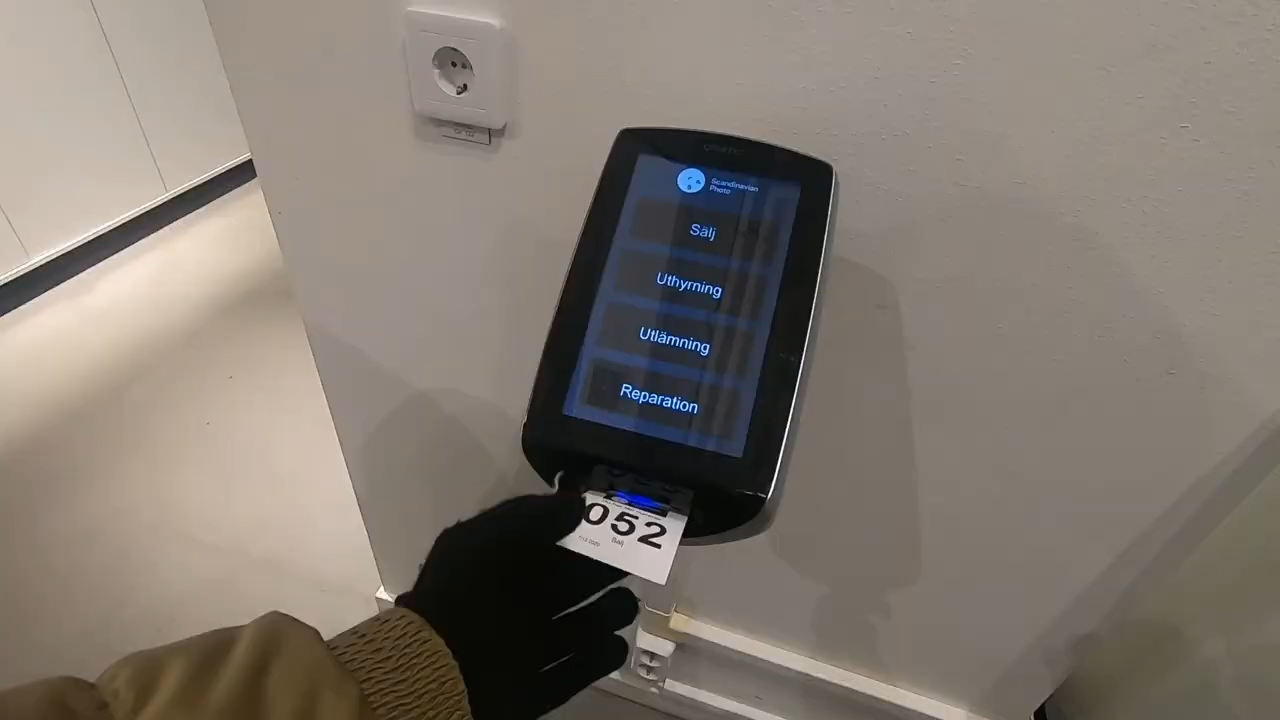 Scandinavian
Photo
Sälj
Uthyrning
Utlämning
Reparation
052
Sälj